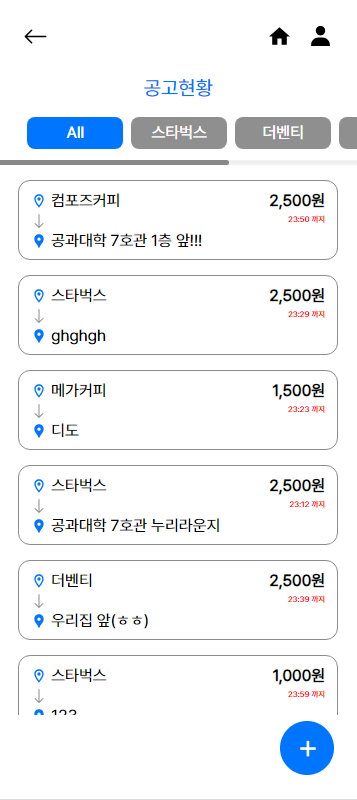 공고현황
All
스타벅스
더벤티
컴포즈커피
2,500원
23:50 까지
공과대학 7호관 1층 앞!!!
스타벅스
2,500원
23:29 까지
ghghgh
메가커피
1,500원
23:23 까지
디도
스타벅스
2,500원
23:12 까지
공과대학 7호관 누리라운지
더벤티
2,500원
23:39 까지
우리집 앞(ㅎㅎ)
스타벅스
1,000원
23:59 까지
123